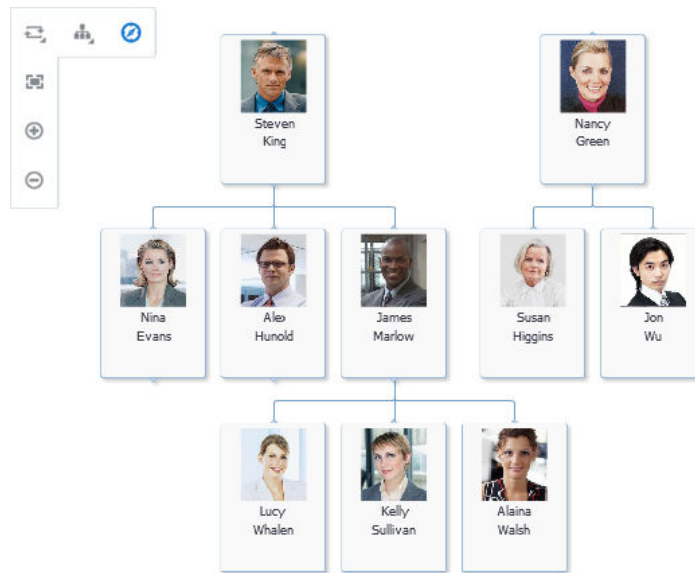 Steven
King
Nancy
Green
Nina
Evans
Alex
Hunold
James
Marlow
Susan
Higgins
Jon
Wu
Lucy
Whalen
Kelly
Sullivan
Alaina
Walsh